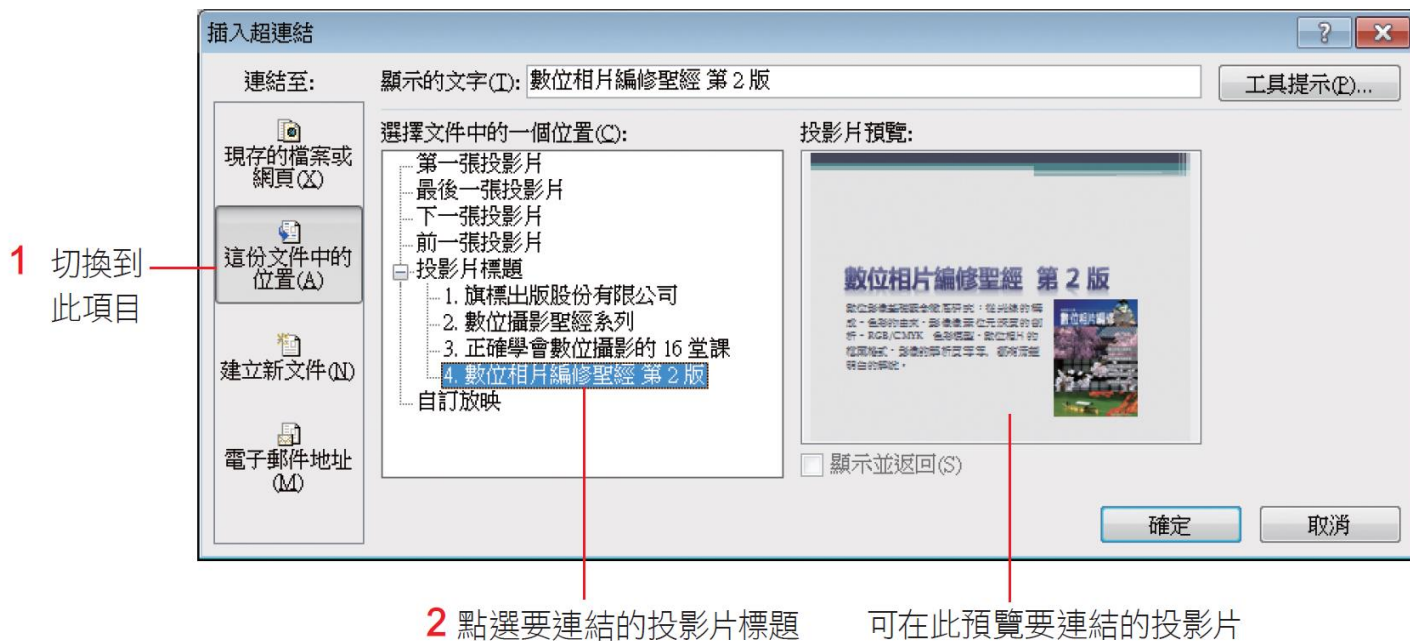 插入超連結
連結至:
顯示的文字(T): 數位相片編修聖經 第 2 版
工具提示(P)...
現存的檔案或
網頁(X)
這份文件中的
位置(A)
建立新文件(N)
電子郵件地址
(M)
選擇文件中的一個位置(C):
第一張投影片
最後一張投影片
下一張投影片
前一張投影片
投影片標題
1. 旗標出版股份有限公司
2. 數位攝影聖經系列
3. 正確學會數位攝影的 16 堂課
4. 數位相片編修聖經 第 2 版
自訂放映
投影片預覽:
數位相片編修聖經 第 2 版
數位相片編修
顯示並返回(S)
確定
取消
1 切換到
此項目
2 點選要連結的投影片標題
可在此預覽要連結的投影片